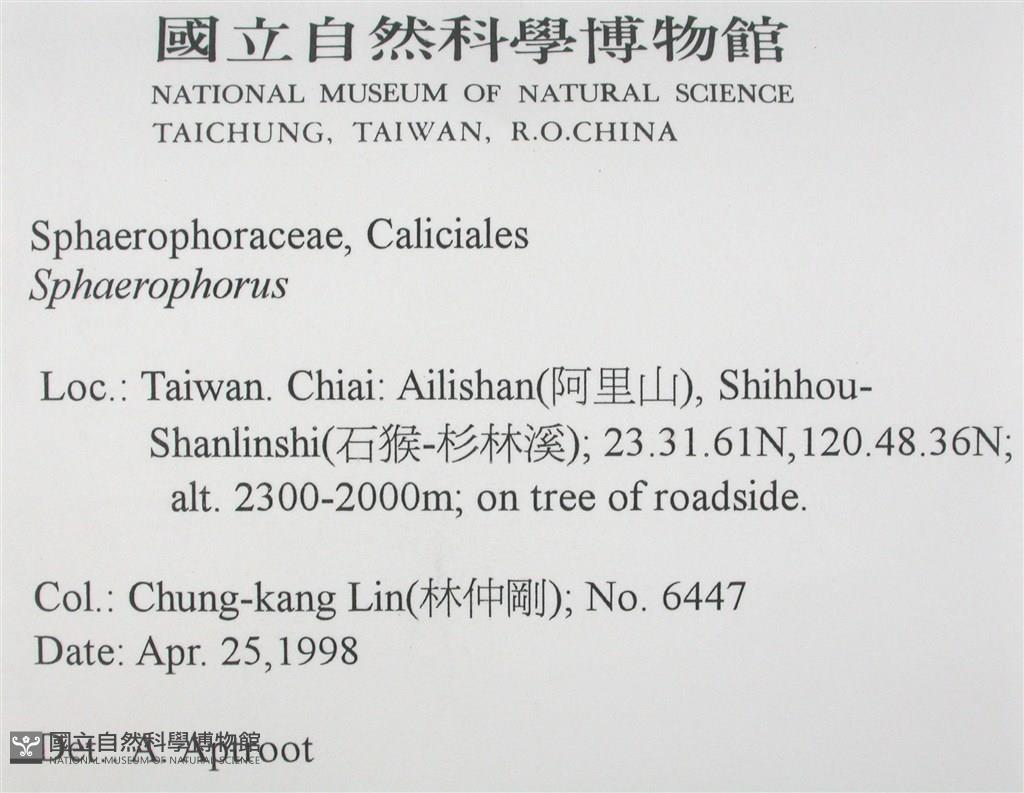 國立自然科學博物館
NATIONAL MUSEUM OF NATURAL SCIENCE
TAICHUNG, TAIWAN, R.O.CHINA
Sphaerophoraceae, Caliciales
Sphaerophorus
Loc.: Taiwan. Chiai: Ailishan(阿里山), Shihhou-
Shanlinshi(石猴-杉林溪); 23.31.61N,120.48.36N;
alt. 2300-2000m; on tree of roadside.
Col.: Chung-kang Lin(林仲剛); No. 6447
Date: Apr. 25,1998
Det.: A. Aptroot
國立自然科學博物館
NATIONAL MUSEUM OF NATURAL SCIENCE